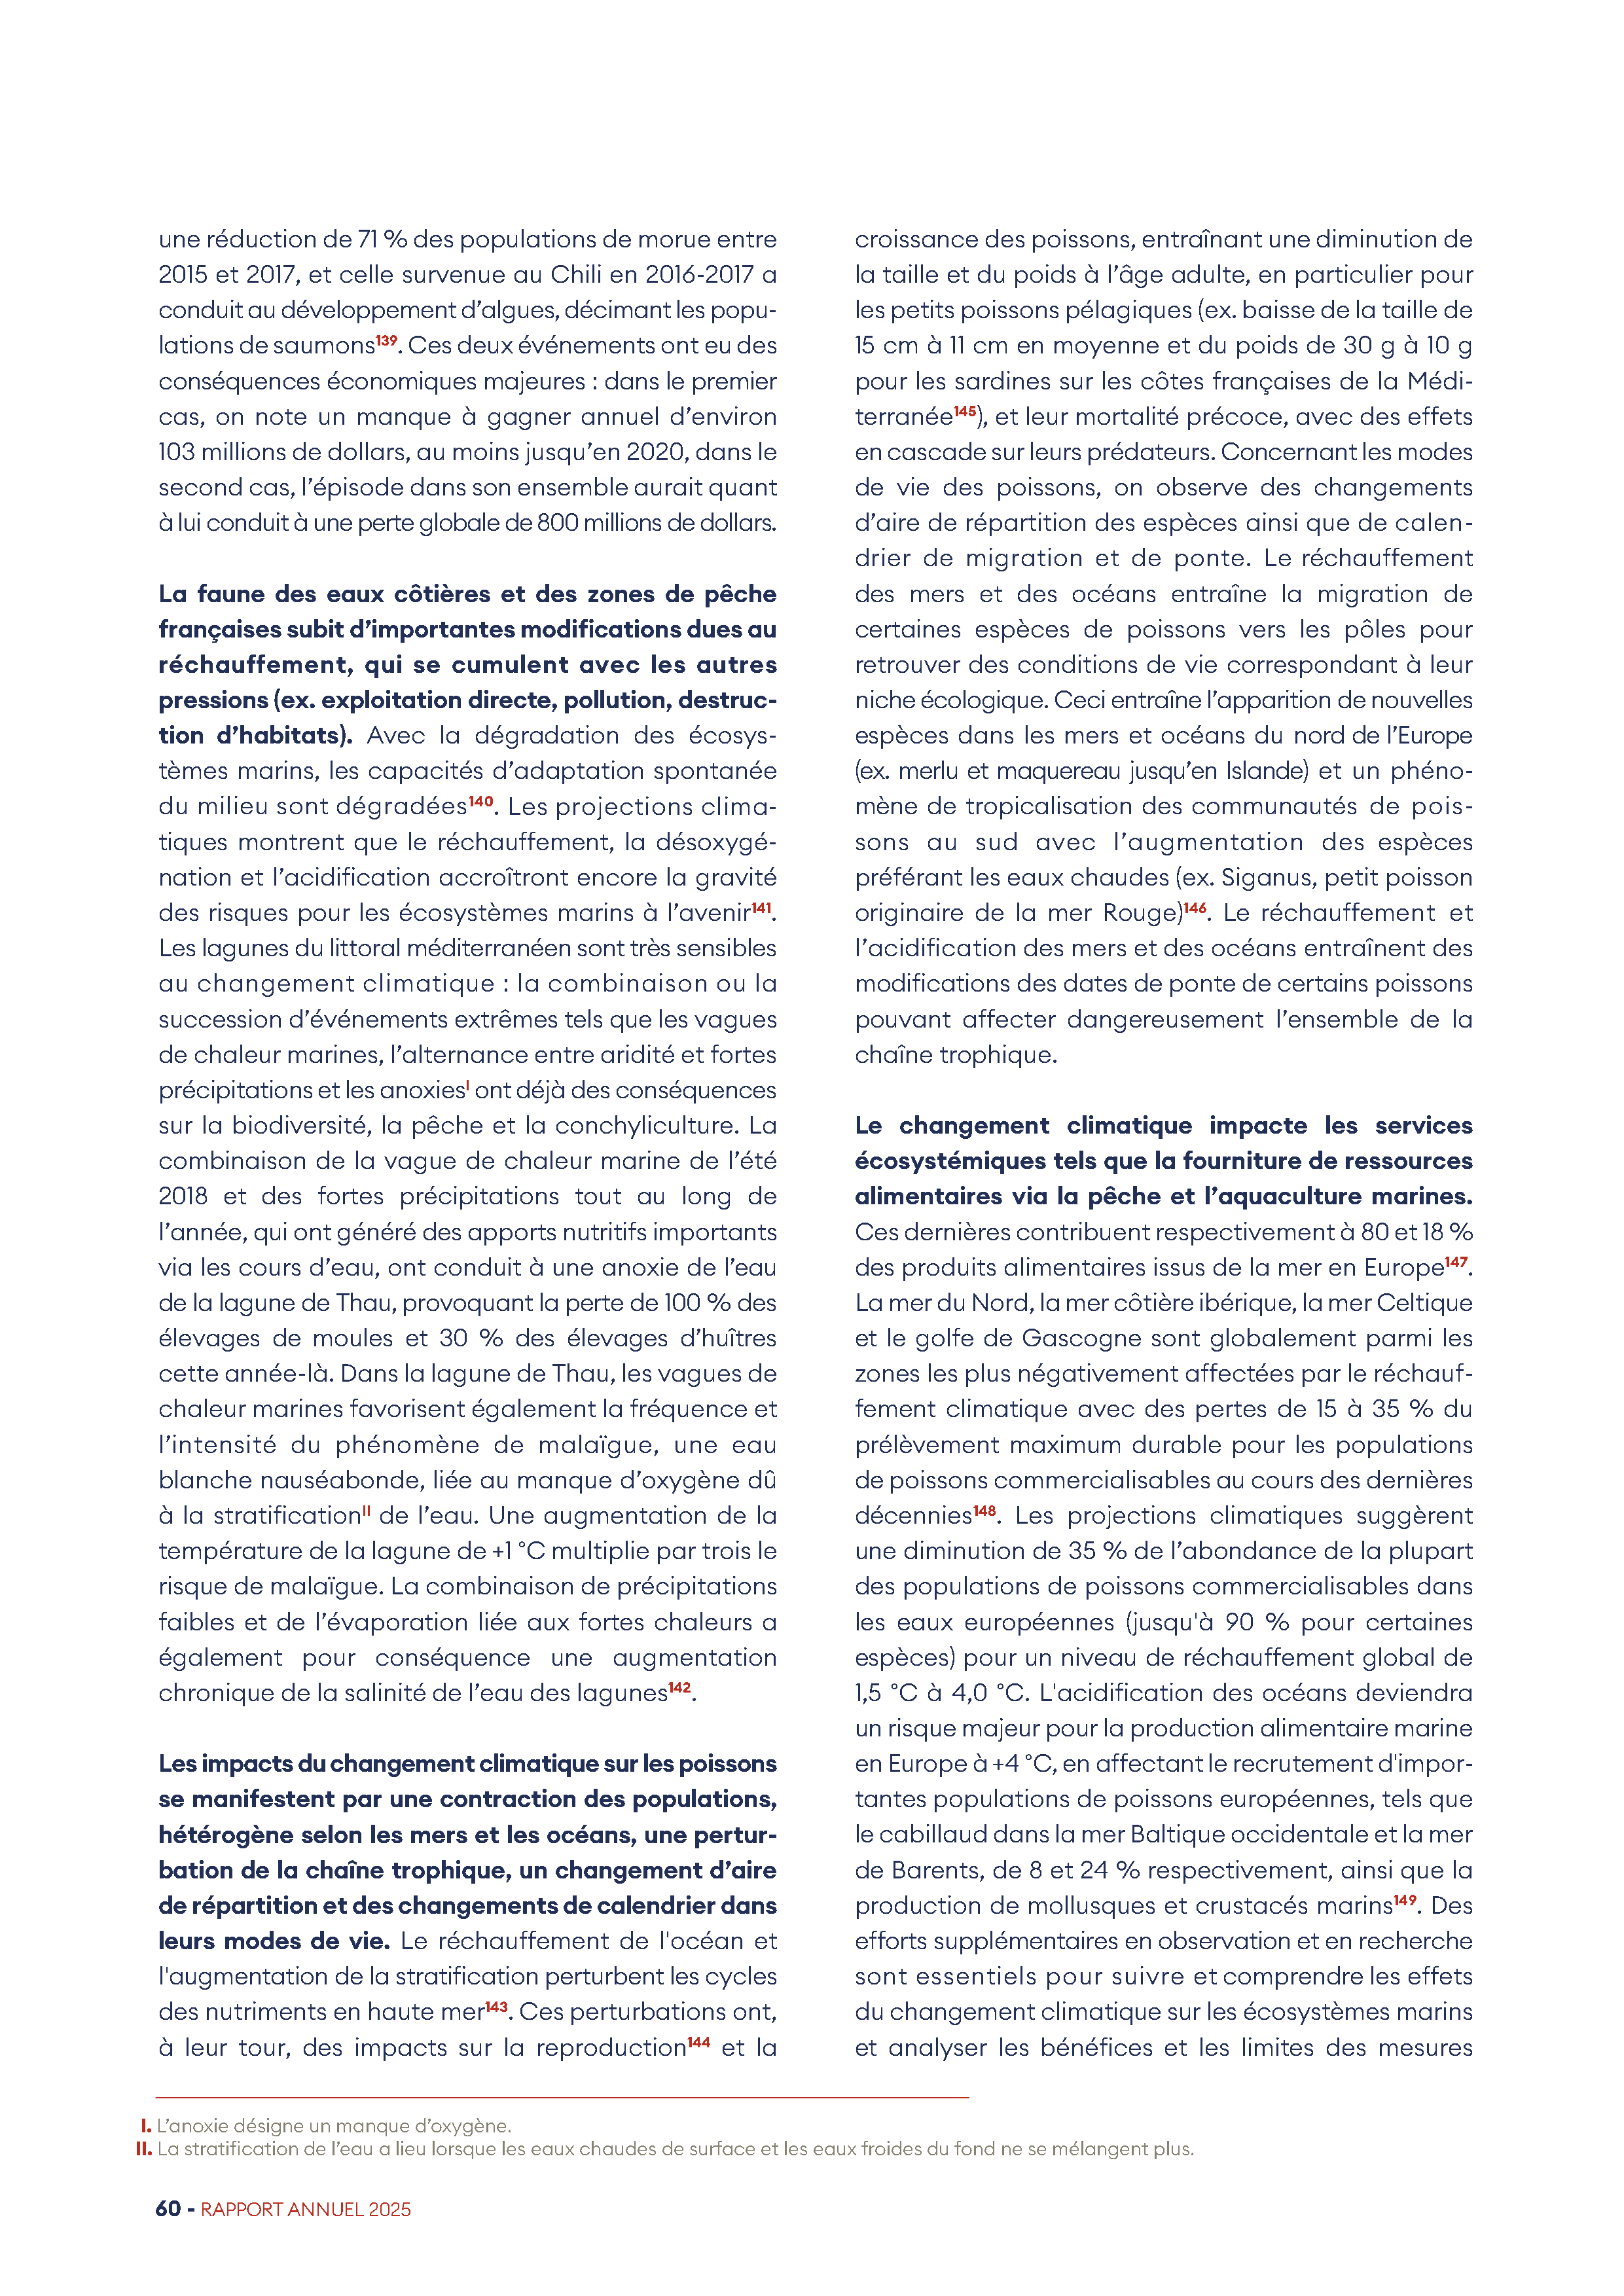 une réduction de 71 % des populations de morue entre
2015 et 2017, et celle survenue au Chili en 2016-2017 a
conduit au développement d’algues, décimant les popu-
lations de saumons139. Ces deux événements ont eu des
conséquences économiques majeures : dans le premier
cas, on note un manque à gagner annuel d’environ
103 millions de dollars, au moins jusqu’en 2020, dans le
second cas, l’épisode dans son ensemble aurait quant
à lui conduit à une perte globale de 800 millions de dollars.
La faune des eaux côtières et des zones de pêche
françaises subit d’importantes modifications dues au
réchauffement, qui se cumulent avec les autres
pressions (ex. exploitation directe, pollution, destruc-
tion d’habitats). Avec la dégradation des écosys-
tèmes marins, les capacités d’adaptation spontanée
du milieu sont dégradées140. Les projections clima-
tiques montrent que le réchauffement, la désoxygé-
nation et l’acidification accroîtront encore la gravité
des risques pour les écosystèmes marins à l’avenir141.
Les lagunes du littoral méditerranéen sont très sensibles
au changement climatique : la combinaison ou la
succession d’événements extrêmes tels que les vagues
de chaleur marines, l’alternance entre aridité et fortes
précipitations et les anoxiesI ont déjà des conséquences
sur la biodiversité, la pêche et la conchyliculture. La
combinaison de la vague de chaleur marine de l’été
2018 et des fortes précipitations tout au long de
l’année, qui ont généré des apports nutritifs importants
via les cours d’eau, ont conduit à une anoxie de l’eau
de la lagune de Thau, provoquant la perte de 100 % des
élevages de moules et 30 % des élevages d’huîtres
cette année-là. Dans la lagune de Thau, les vagues de
chaleur marines favorisent également la fréquence et
l’intensité du phénomène de malaïgue, une eau
blanche nauséabonde, liée au manque d’oxygène dû
à la stratificationII de l’eau. Une augmentation de la
température de la lagune de +1 °C multiplie par trois le
risque de malaïgue. La combinaison de précipitations
faibles et de l’évaporation liée aux fortes chaleurs a
également pour conséquence une augmentation
chronique de la salinité de l’eau des lagunes142.
Les impacts du changement climatique sur les poissons
se manifestent par une contraction des populations,
hétérogène selon les mers et les océans, une pertur-
bation de la chaîne trophique, un changement d’aire
de répartition et des changements de calendrier dans
leurs modes de vie. Le réchauffement de l'océan et
l'augmentation de la stratification perturbent les cycles
des nutriments en haute mer143. Ces perturbations ont,
à leur tour, des impacts sur la reproduction144 et la
croissance des poissons, entraînant une diminution de
la taille et du poids à l’âge adulte, en particulier pour
les petits poissons pélagiques (ex. baisse de la taille de
15 cm à 11 cm en moyenne et du poids de 30 g à 10 g
pour les sardines sur les côtes françaises de la Médi-
terranée145), et leur mortalité précoce, avec des effets
en cascade sur leurs prédateurs. Concernant les modes
de vie des poissons, on observe des changements
d’aire de répartition des espèces ainsi que de calen-
drier de migration et de ponte. Le réchauffement
des mers et des océans entraîne la migration de
certaines espèces de poissons vers les pôles pour
retrouver des conditions de vie correspondant à leur
niche écologique. Ceci entraîne l’apparition de nouvelles
espèces dans les mers et océans du nord de l’Europe
(ex. merlu et maquereau jusqu’en Islande) et un phéno-
mène de tropicalisation des communautés de pois-
sons au sud avec l’augmentation des espèces
préférant les eaux chaudes (ex. Siganus, petit poisson
originaire de la mer Rouge)146. Le réchauffement et
l’acidification des mers et des océans entraînent des
modifications des dates de ponte de certains poissons
pouvant affecter dangereusement l’ensemble de la
chaîne trophique.
Le changement climatique impacte les services
écosystémiques tels que la fourniture de ressources
alimentaires via la pêche et l’aquaculture marines.
Ces dernières contribuent respectivement à 80 et 18 %
des produits alimentaires issus de la mer en Europe147.
La mer du Nord, la mer côtière ibérique, la mer Celtique
et le golfe de Gascogne sont globalement parmi les
zones les plus négativement affectées par le réchauf-
fement climatique avec des pertes de 15 à 35 % du
prélèvement maximum durable pour les populations
de poissons commercialisables au cours des dernières
décennies148. Les projections climatiques suggèrent
une diminution de 35 % de l’abondance de la plupart
des populations de poissons commercialisables dans
les eaux européennes (jusqu'à 90 % pour certaines
espèces) pour un niveau de réchauffement global de
1,5 °C à 4,0 °C. L'acidification des océans deviendra
un risque majeur pour la production alimentaire marine
en Europe à +4 °C, en affectant le recrutement d'impor-
tantes populations de poissons européennes, tels que
le cabillaud dans la mer Baltique occidentale et la mer
de Barents, de 8 et 24 % respectivement, ainsi que la
production de mollusques et crustacés marins149. Des
efforts supplémentaires en observation et en recherche
sont essentiels pour suivre et comprendre les effets
du changement climatique sur les écosystèmes marins
et analyser les bénéfices et les limites des mesures
I. L’anoxie désigne un manque d’oxygène.
II. La stratification de l’eau a lieu lorsque les eaux chaudes de surface et les eaux froides du fond ne se mélangent plus.
60 - RAPPORT ANNUEL 2025